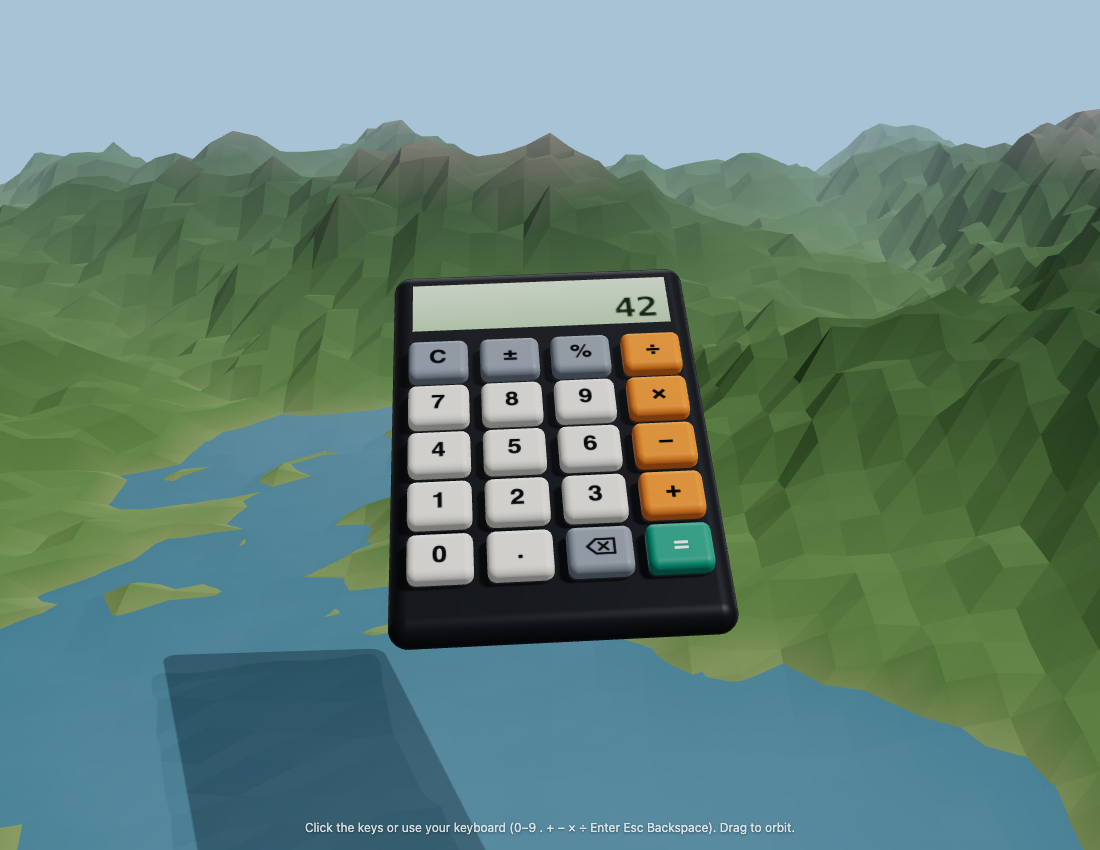 42
C ± % ÷
7 8 9 ×
4 5 6 −
1 2 3 +
0 . ⌫ =
Click the keys or use your keyboard (0–9 . + − × ÷ Enter Esc Backspace). Drag to orbit.